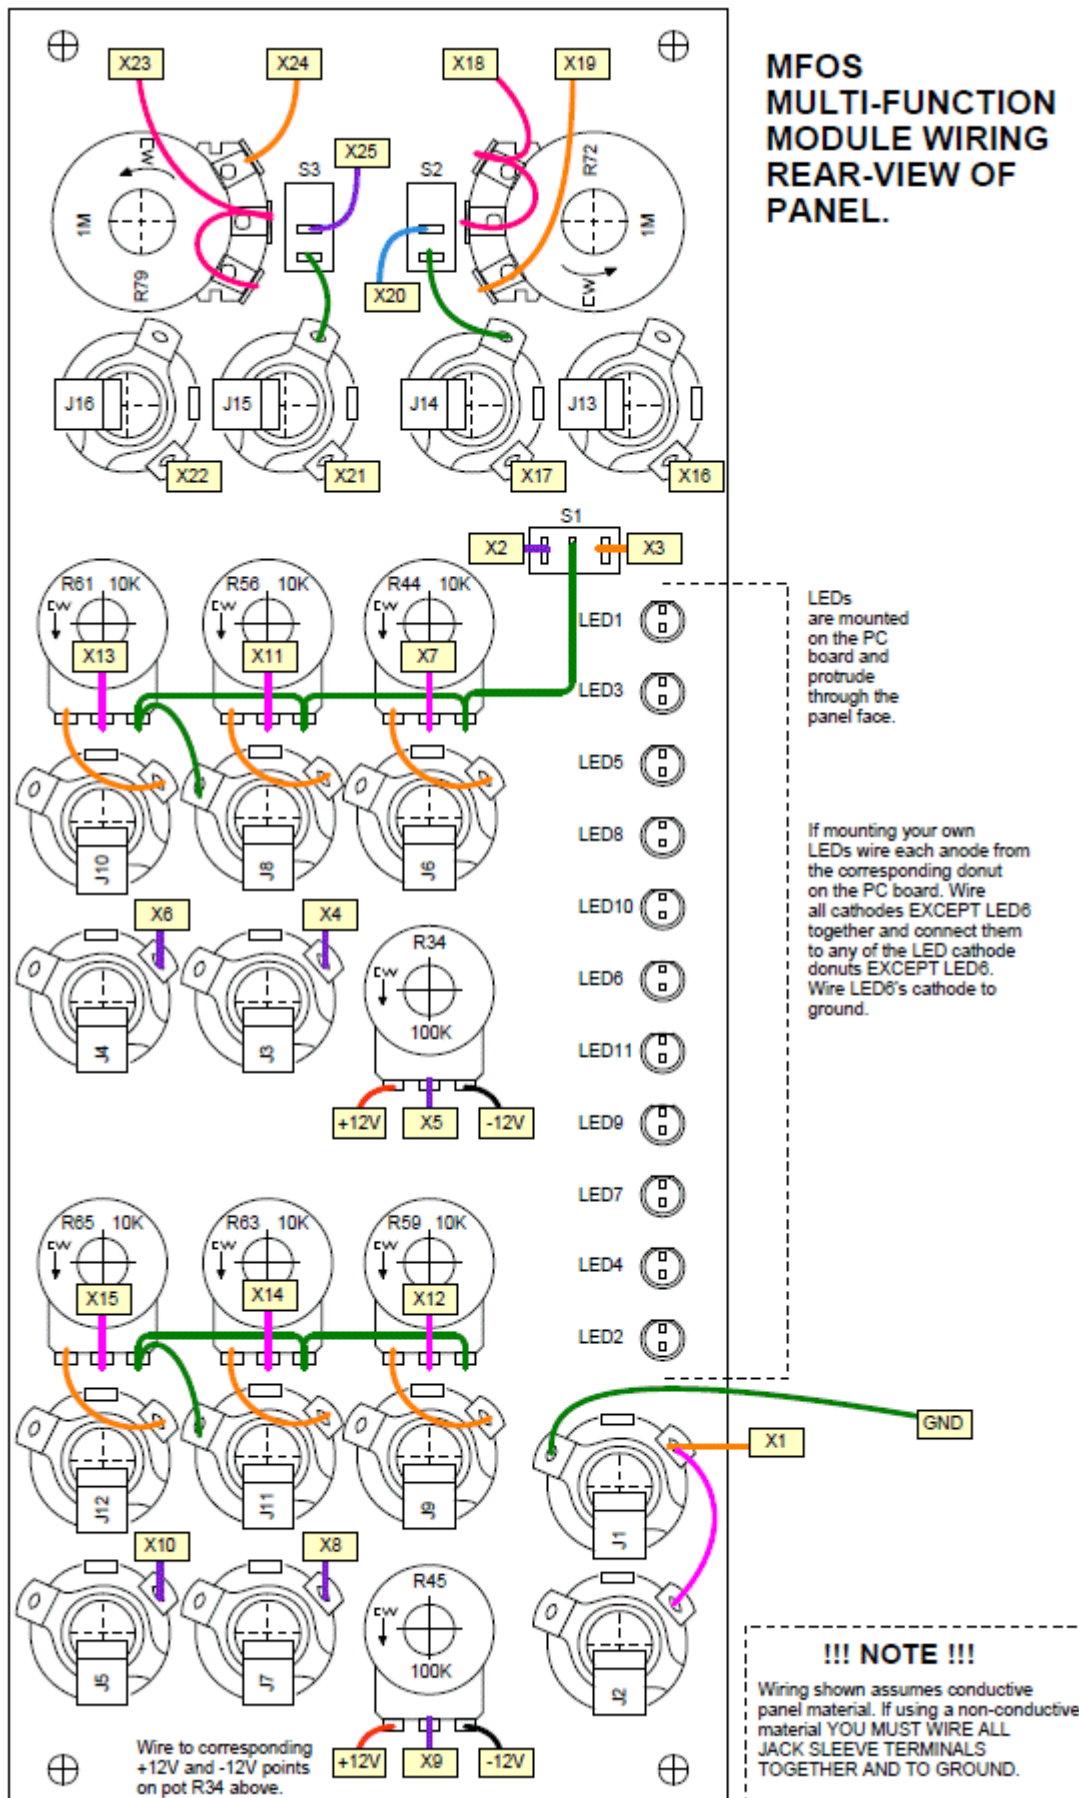 MFOS
MULTI-FUNCTION
MODULE WIRING
REAR-VIEW OF
PANEL.
X23
X24
X18
X19
CW
1M
R79
S3
X25
S2
X20
R72
1M
CW
J16
J15
J14
J13
X22
X21
X17
X16
S1
X2
X3
R61 10K
CW
X13
R56 10K
CW
X11
R44 10K
CW
X7
LED1
LED3
LED5
LED8
LED10
LED6
LED11
LED9
LED7
LED4
LED2
LEDs
are mounted
on the PC
board and
protrude
through the
panel face.
If mounting your own
LEDs wire each anode from
the corresponding donut
on the PC board. Wire
all cathodes EXCEPT LED6
together and connect them
to any of the LED cathode
donuts EXCEPT LED6.
Wire LED6's cathode to
ground.
J10
J8
J6
X6
X4
J4
J3
R34
CW
100K
+12V
X5
-12V
R65 10K
CW
X15
R63 10K
CW
X14
R59 10K
CW
X12
J12
J11
J9
GND
X1
J1
X10
X8
J5
J7
R45
CW
100K
J2
+12V
X9
-12V
Wire to corresponding
+12V and -12V points
on pot R34 above.
!!! NOTE !!!
Wiring shown assumes conductive
panel material. If using a non-conductive
material YOU MUST WIRE ALL
JACK SLEEVE TERMINALS
TOGETHER AND TO GROUND.